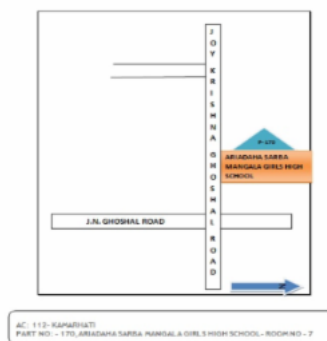 JOY KRISHNA GHOSHAL ROAD
P-170
ARIADAHA SARBA
MANGALA GIRLS HIGH
SCHOOL
J.N. GHOSHAL ROAD
AC: 112- KAMARHATI
PART NO: - 170, ARIADAHA SARBA MANGALA GIRLS HIGH SCHOOL - ROOM NO - 7